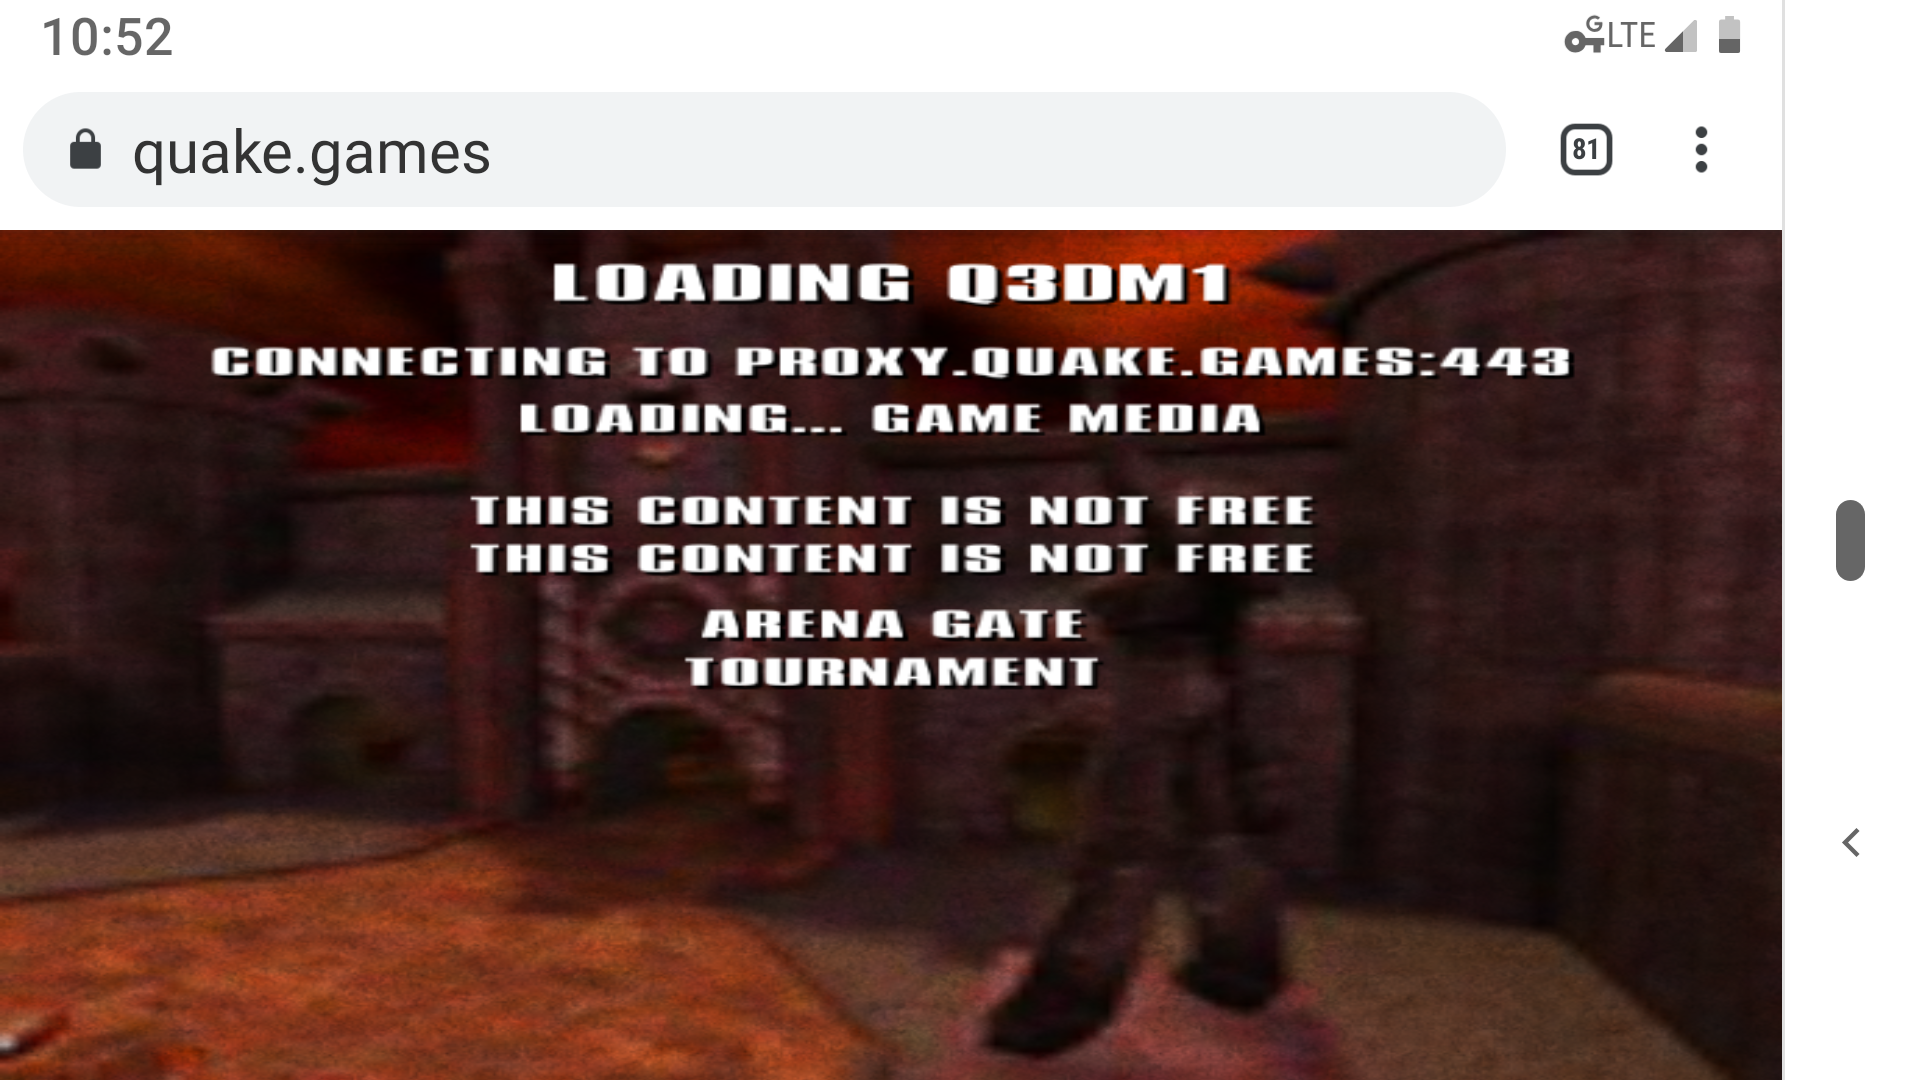 10:52
G LTE
quake.games
81
LOADING Q3DM1
CONNECTING TO PROXY.QUAKE.GAMES:443
LOADING... GAME MEDIA
THIS CONTENT IS NOT FREE
THIS CONTENT IS NOT FREE
ARENA GATE
TOURNAMENT